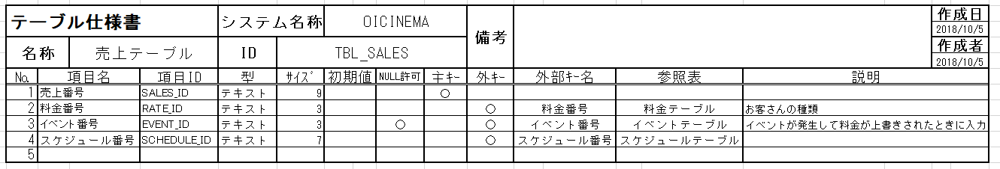 テーブル仕様書 システム名称 OICINEMA 備考 作成日
2018/10/5
名称 売上テーブル ID TBL_SALES 作成者
2018/10/5
No. 項目名 項目ID 型 ｻｲｽﾞ 初期値 NULL許可 主キー 外キー 外部キー名 参照表 説明
1 売上番号 SALES_ID テキスト 9 ○
2 料金番号 RATE_ID テキスト 3 ○ 料金番号 料金テーブル お客さんの種類
3 イベント番号 EVENT_ID テキスト 3 ○ ○ イベント番号 イベントテーブル イベントが発生して料金が上書きされたときに入力
4 スケジュール番号 SCHEDULE_ID テキスト 7 ○ スケジュール番号 スケジュールテーブル
5